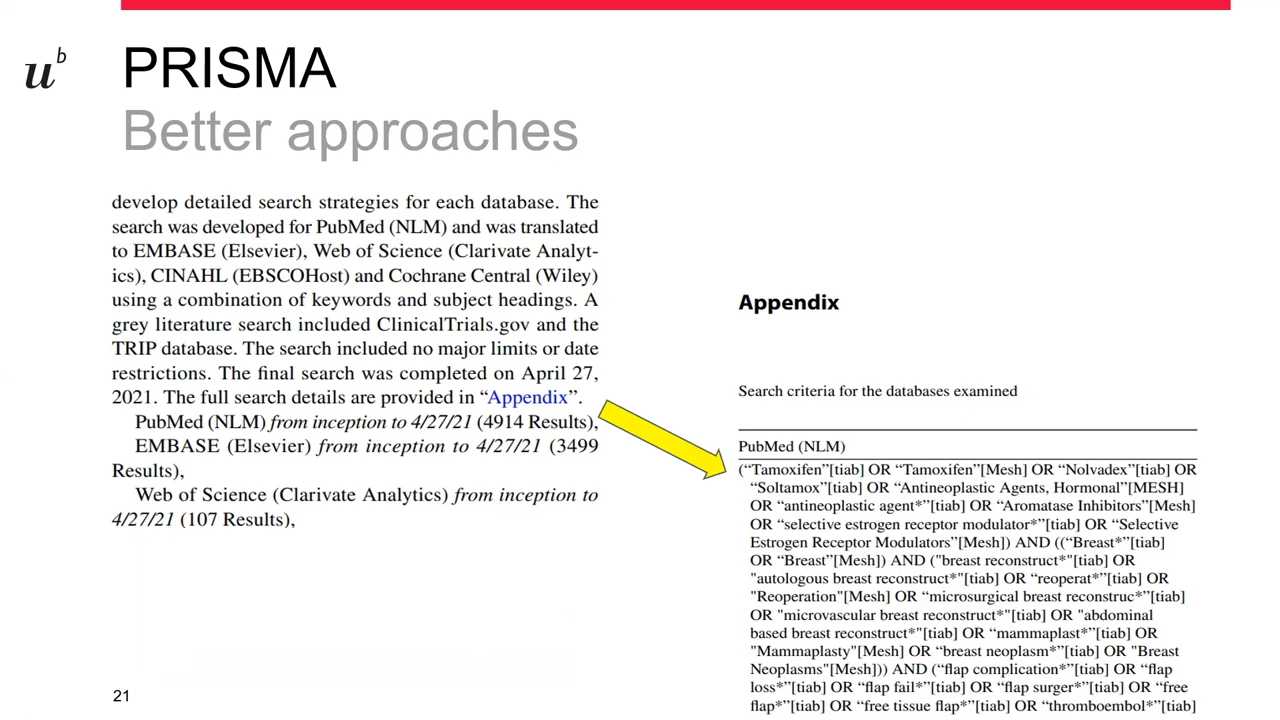 u b
PRISMA
Better approaches
develop detailed search strategies for each database. The
search was developed for PubMed (NLM) and was translated
to EMBASE (Elsevier), Web of Science (Clarivate Analyt-
ics), CINAHL (EBSCOHost) and Cochrane Central (Wiley)
using a combination of keywords and subject headings. A
grey literature search included ClinicalTrials.gov and the
TRIP database. The search included no major limits or date
restrictions. The final search was completed on April 27,
2021. The full search details are provided in “Appendix”.
PubMed (NLM) from inception to 4/27/21 (4914 Results),
EMBASE (Elsevier) from inception to 4/27/21 (3499
Results),
Web of Science (Clarivate Analytics) from inception to
4/27/21 (107 Results),
Appendix
Search criteria for the databases examined
PubMed (NLM)
(“Tamoxifen”[tiab] OR “Tamoxifen”[Mesh] OR “Nolvadex”[tiab] OR
“Soltamox”[tiab] OR “Antineoplastic Agents, Hormonal”[MESH]
OR “antineoplastic agent*”[tiab] OR “Aromatase Inhibitors”[Mesh]
OR “selective estrogen receptor modulator*”[tiab] OR “Selective
Estrogen Receptor Modulators”[Mesh]) AND ((“Breast*”[tiab]
OR “Breast”[Mesh]) AND ("breast reconstruct*"[tiab] OR
"autologous breast reconstruct*"[tiab] OR “reoperat*”[tiab] OR
"Reoperation"[Mesh] OR “microsurgical breast reconstruc*”[tiab]
OR "microvascular breast reconstruct*"[tiab] OR "abdominal
based breast reconstruct*"[tiab] OR “mammaplast*”[tiab] OR
"Mammaplasty"[Mesh] OR “breast neoplasm*”[tiab] OR "Breast
Neoplasms"[Mesh])) AND (“flap complication*”[tiab] OR “flap
loss*”[tiab] OR “flap fail*”[tiab] OR “flap surger*”[tiab] OR “free
flap*”[tiab] OR “free tissue flap*”[tiab] OR “thromboembol*”[tiab]
21